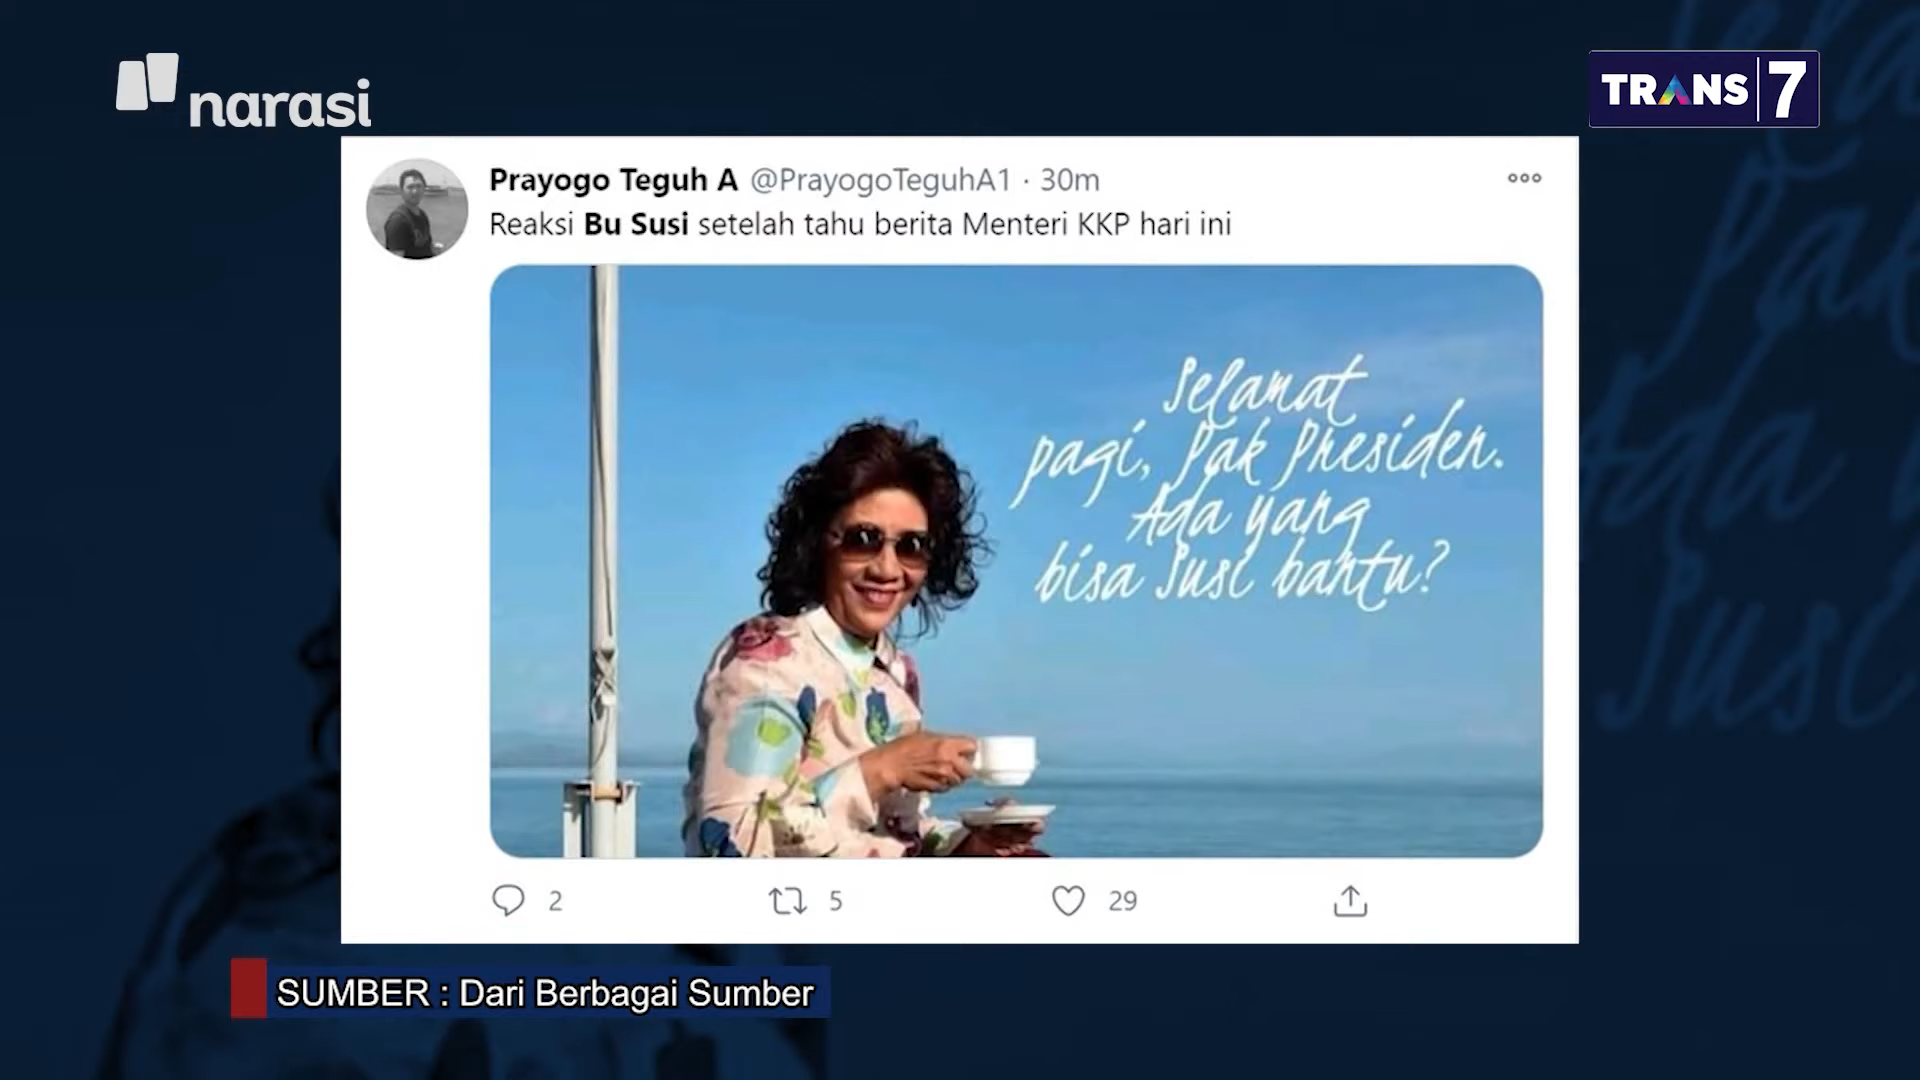 narasi
TRANS 7
Prayogo Teguh A @PrayogoTeguhA1 · 30m
Reaksi Bu Susi setelah tahu berita Menteri KKP hari ini
Selamat
pagi, Pak Presiden.
Ada yang
bisa Susi bantu?
2 5 29
SUMBER : Dari Berbagai Sumber